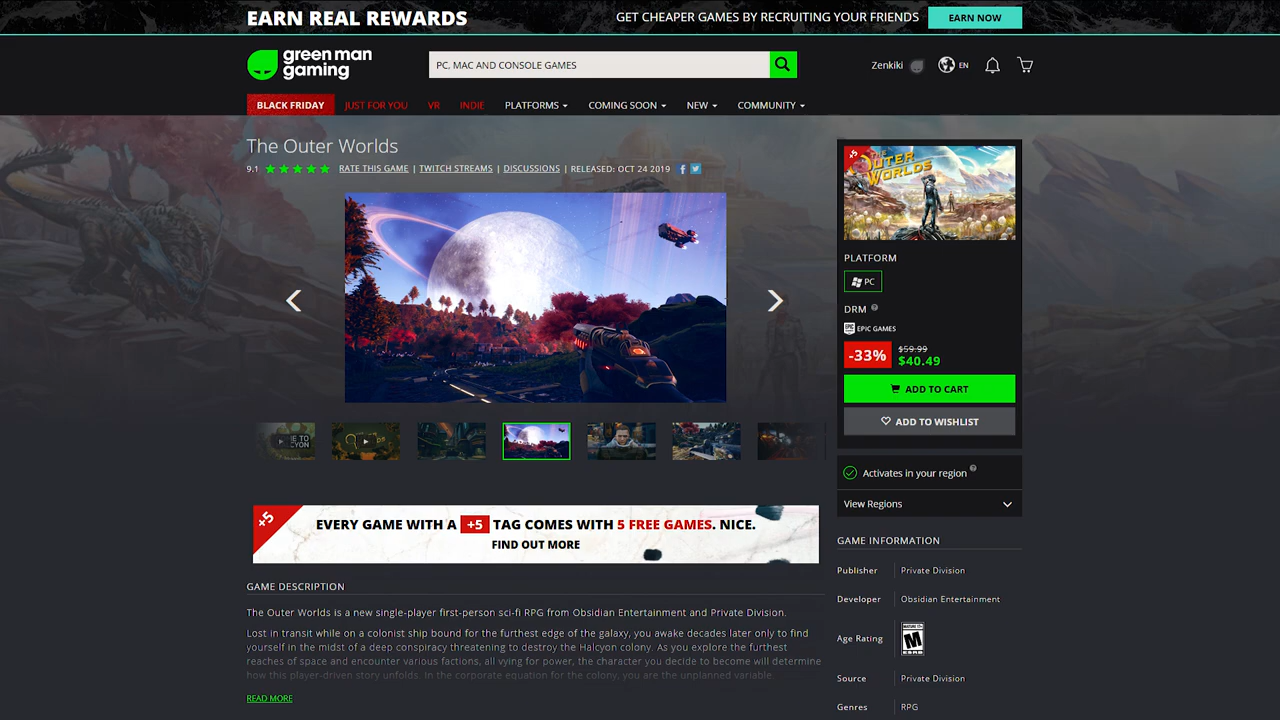 EARN REAL REWARDS
GET CHEAPER GAMES BY RECRUITING YOUR FRIENDS
EARN NOW
green man
gaming
PC, MAC AND CONSOLE GAMES
Zenkiki
EN
BLACK FRIDAY
JUST FOR YOU
VR
INDIE
PLATFORMS
COMING SOON
NEW
COMMUNITY
The Outer Worlds
9.1
RATE THIS GAME | TWITCH STREAMS | DISCUSSIONS | RELEASED: OCT 24 2019
+5
THE
OUTER
WORLDS
PLATFORM
PC
DRM
EPIC GAMES
-33%
$59.99
$40.49
ADD TO CART
ADD TO WISHLIST
Activates in your region
View Regions
+5
EVERY GAME WITH A +5 TAG COMES WITH 5 FREE GAMES. NICE.
FIND OUT MORE
GAME DESCRIPTION
The Outer Worlds is a new single-player first-person sci-fi RPG from Obsidian Entertainment and Private Division.
Lost in transit while on a colonist ship bound for the furthest edge of the galaxy, you awake decades later only to find
yourself in the midst of a deep conspiracy threatening to destroy the Halcyon colony. As you explore the furthest
reaches of space and encounter various factions, all vying for power, the character you decide to become will determine
how this player-driven story unfolds. In the corporate equation for the colony, you are the unplanned variable
READ MORE
GAME INFORMATION
Publisher
Private Division
Developer
Obsidian Entertainment
Age Rating
MATURE 17+
M
ESRB
Source
Private Division
Genres
RPG